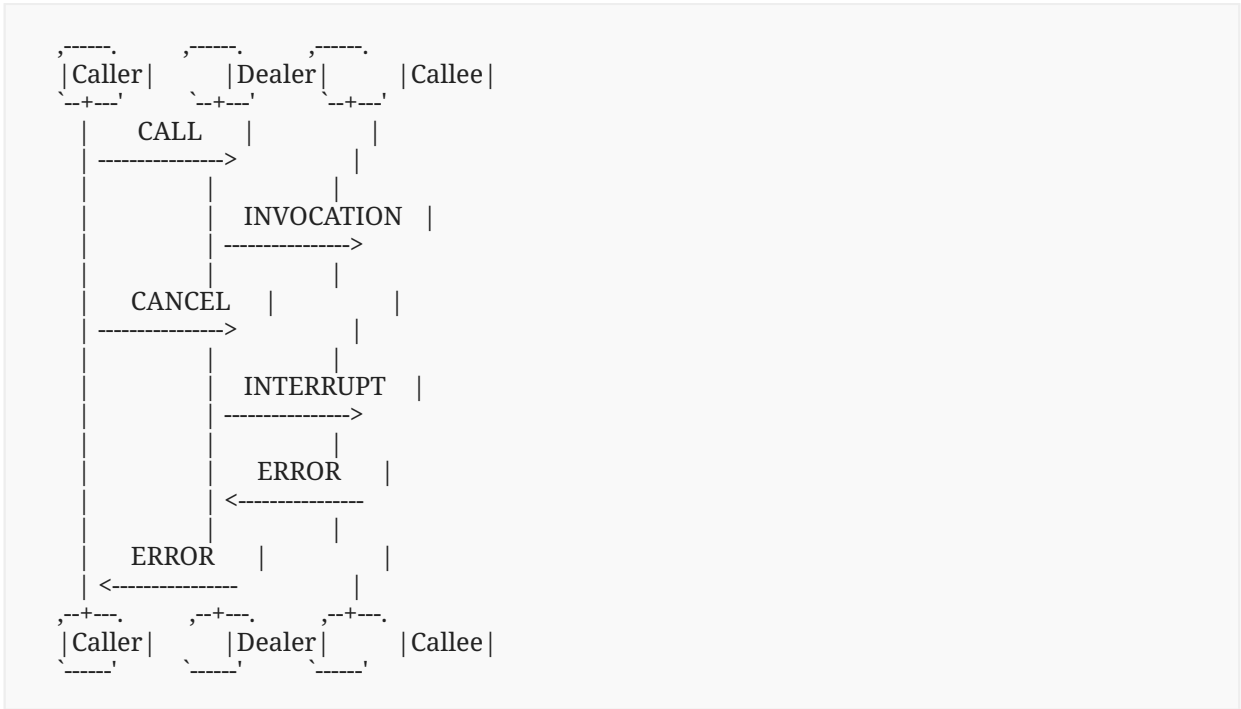 ,------.          ,------.          ,------.
|Caller|          |Dealer|          |Callee|
`--+---'          `--+---'          `--+---'
   |       CALL       |                  |
   | ---------------->                   |
   |                  |                  |
   |                  |    INVOCATION    |
   |                  | ---------------->
   |                  |                  |
   |      CANCEL      |                  |
   | ---------------->                   |
   |                  |                  |
   |                  |    INTERRUPT     |
   |                  | ---------------->
   |                  |                  |
   |                  |      ERROR       |
   |                  | <----------------
   |                  |                  |
   |      ERROR       |                  |
   | <----------------                   |
,--+---.          ,--+---.          ,--+---.
|Caller|          |Dealer|          |Callee|
`------'          `------'          `------'